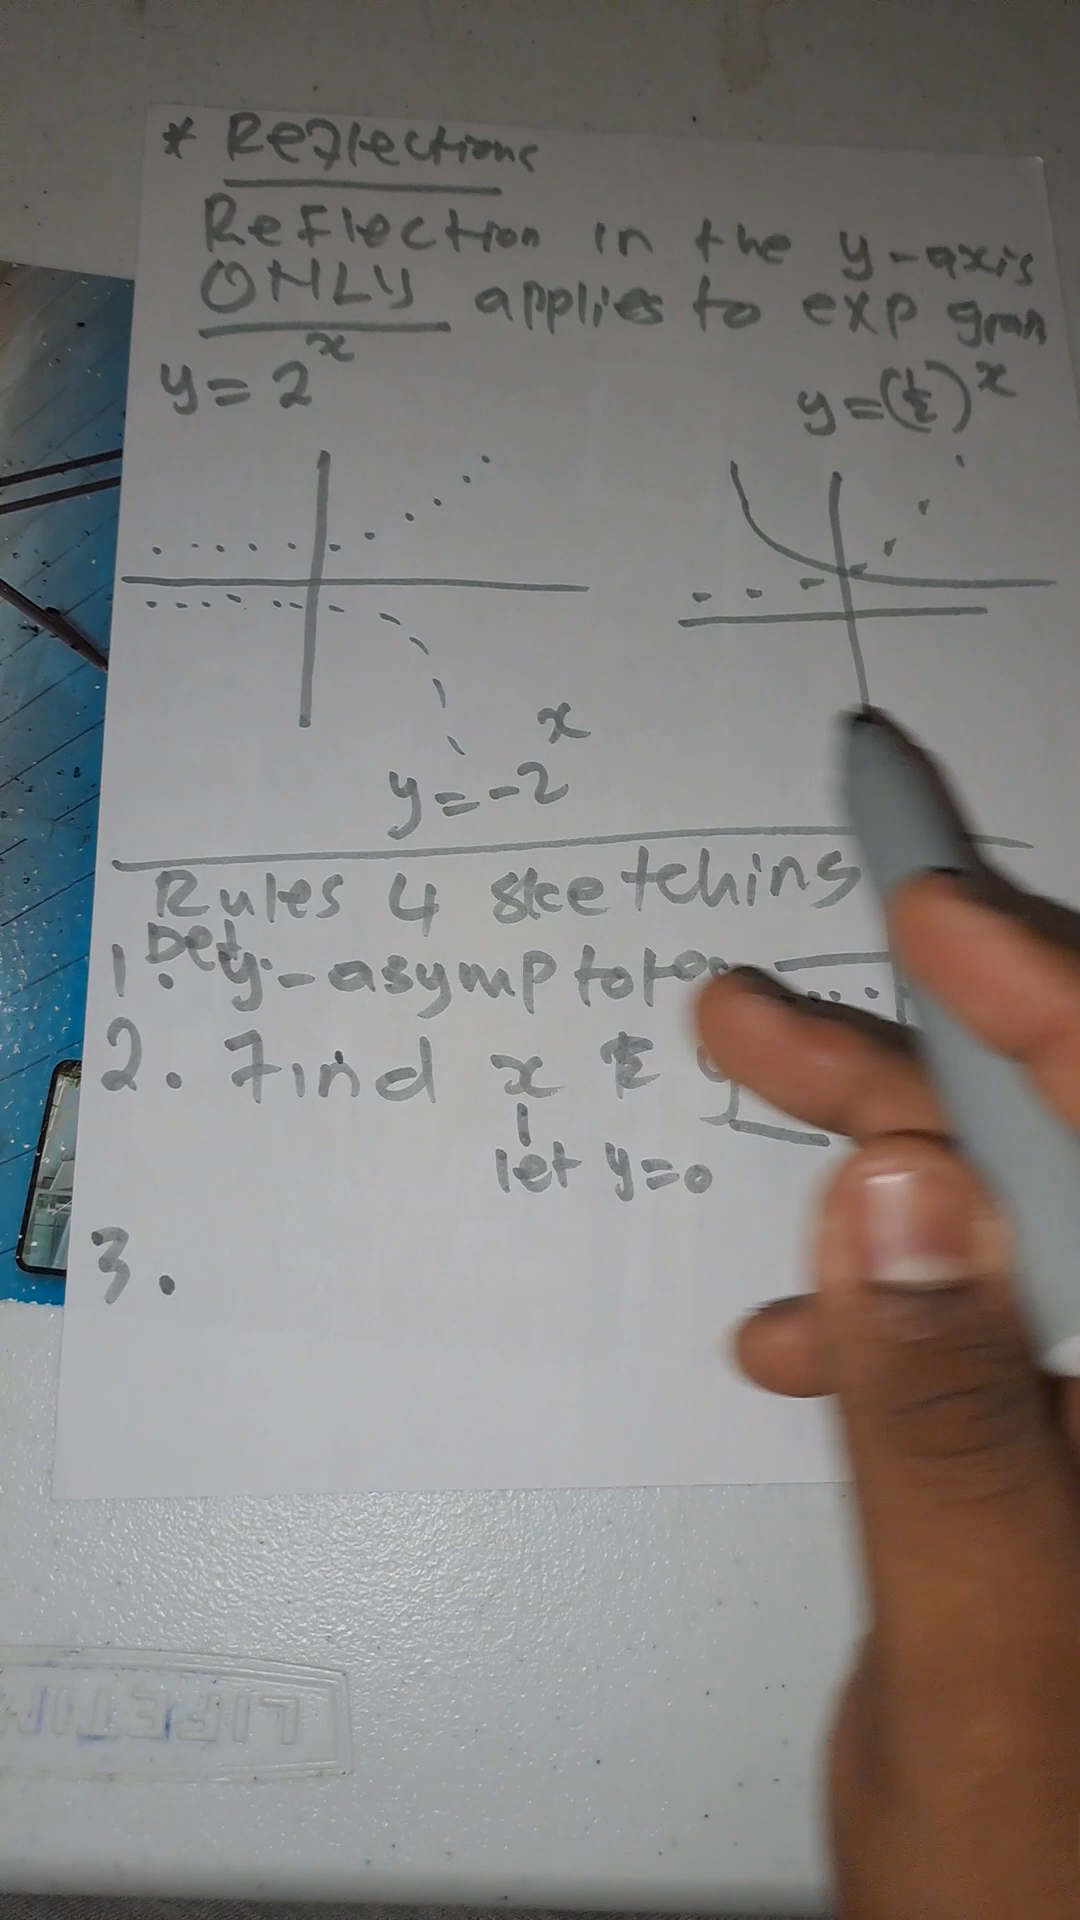 * Reflections
Reflection in the y-axis
ONLY applies to exp
y = 2^x
y = (1/2)^x
y = -2^x
Rules 4 sketching
1. Det. y-asymptote
2. Find x & y
let y=0
3.
LIFETIM